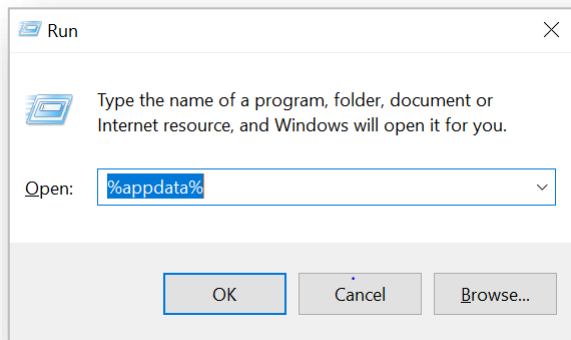 Run
Type the name of a program, folder, document or
Internet resource, and Windows will open it for you.
Open: %appdata%
OK Cancel Browse...